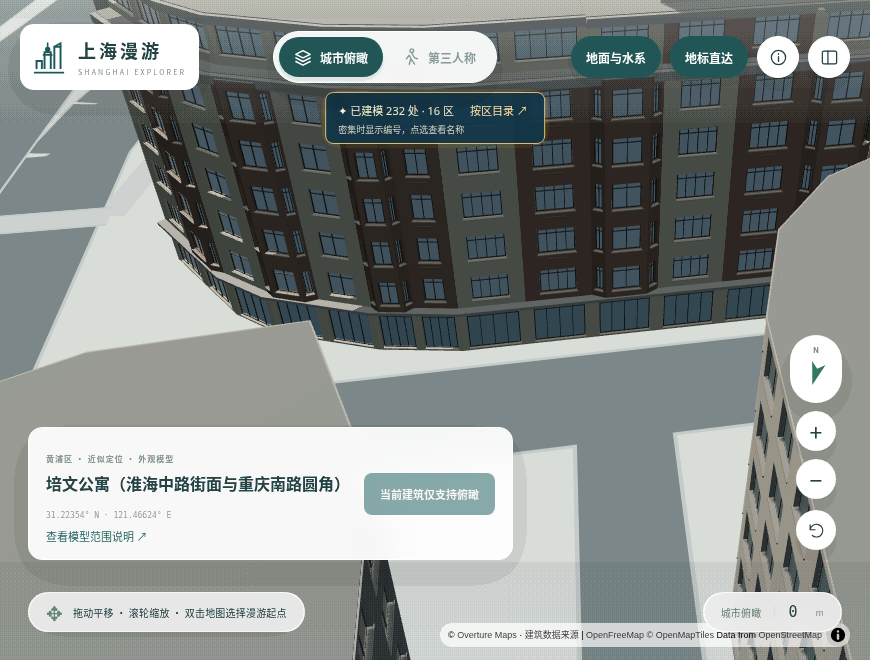 上海漫游
SHANGHAI EXPLORER
城市俯瞰
第三人称
地面与水系
地标直达
✦ 已建模 232 处 · 16 区 按区目录 ↗
密集时显示编号，点选查看名称
N
黄浦区 · 近似定位 · 外观模型
培文公寓（淮海中路街面与重庆南路圆角）
当前建筑仅支持俯瞰
31.22354° N · 121.46624° E
查看模型范围说明 ↗
拖动平移 · 滚轮缩放 · 双击地图选择漫游起点
城市俯瞰 0 m
© Overture Maps · 建筑数据来源 | OpenFreeMap © OpenMapTiles Data from OpenStreetMap